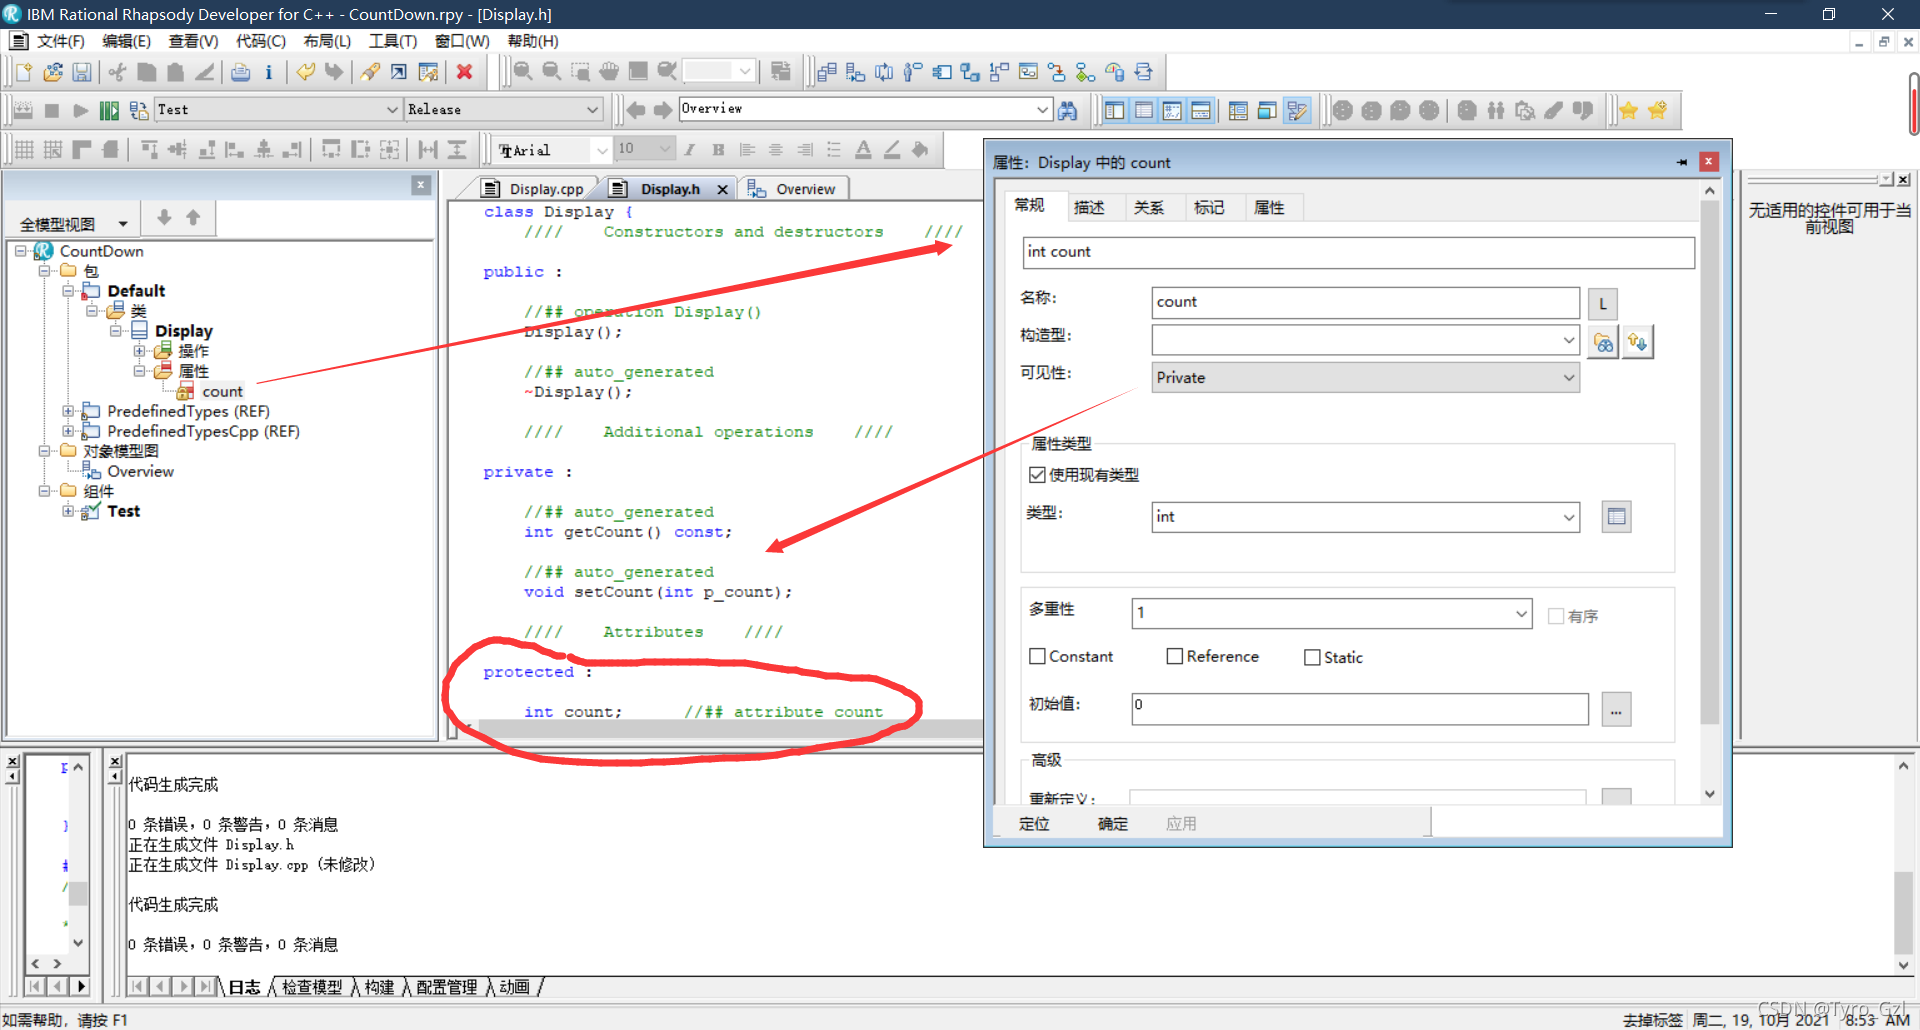 IBM Rational Rhapsody Developer for C++ - CountDown.rpy - [Display.h]
文件(F) 编辑(E) 查看(V) 代码(C) 布局(L) 工具(T) 窗口(W) 帮助(H)
Test Release Overview
Arial 10
全模型视图
CountDown
包
Default
类
Display
操作
属性
count
PredefinedTypes (REF)
PredefinedTypesCpp (REF)
对象模型图
Overview
组件
Test
Display.cpp Display.h Overview
class Display {
//// Constructors and destructors ////
public :
//## operation Display()
Display();
//## auto_generated
~Display();
//// Additional operations ////
private :
//## auto_generated
int getCount() const;
//## auto_generated
void setCount(int p_count);
//// Attributes ////
protected :
int count; //## attribute count
属性: Display 中的 count
常规 描述 关系 标记 属性
int count
名称: count L
构造型:
可见性: Private
属性类型
使用现有类型
类型: int
多重性 1 有序
Constant Reference Static
初始值: 0 ...
高级
重新定义:
定位 确定 应用
无适用的控件可用于当
前视图
代码生成完成
0 条错误，0 条警告，0 条消息
正在生成文件 Display.h
正在生成文件 Display.cpp (未修改)
代码生成完成
0 条错误，0 条警告，0 条消息
日志 检查模型 构建 配置管理 动画
如需帮助，请按 F1
去掉标签 周二, 19, 10月 2021 8:53 AM
CSDN @Tyro_Gzl